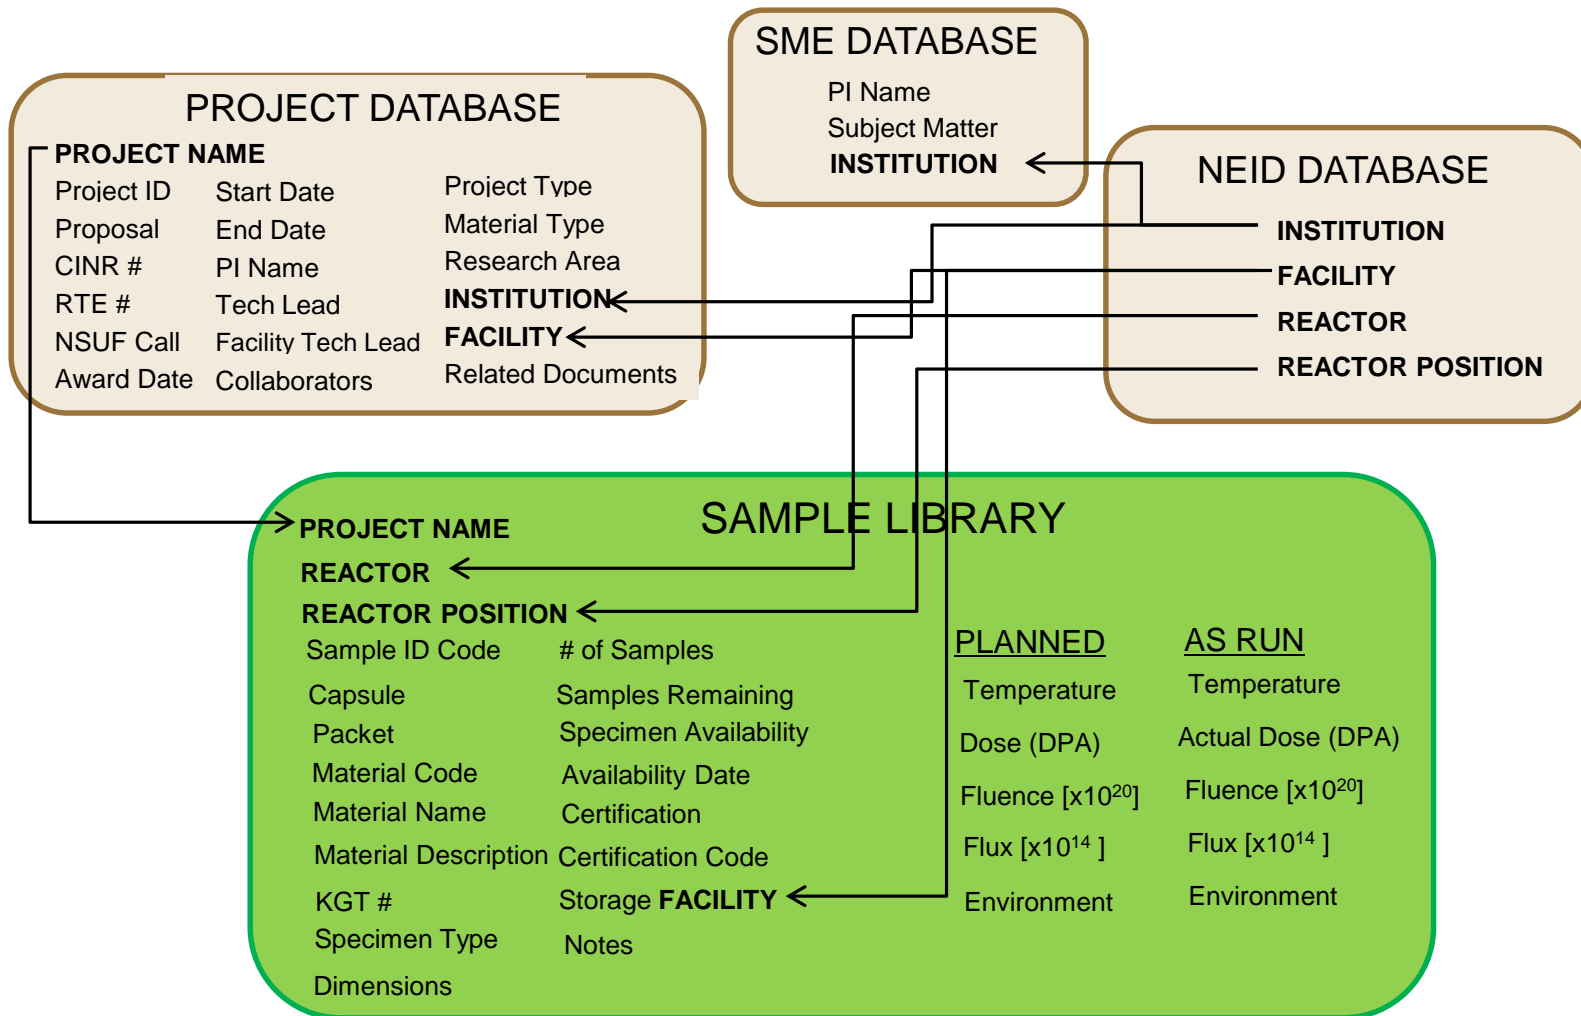 SME DATABASE
PI Name
Subject Matter
INSTITUTION
PROJECT DATABASE
PROJECT NAME
Project ID
Proposal
CINR #
RTE #
NSUF Call
Award Date
Start Date
End Date
PI Name
Tech Lead
Facility Tech Lead
Collaborators
Project Type
Material Type
Research Area
INSTITUTION
FACILITY
Related Documents
NEID DATABASE
INSTITUTION
FACILITY
REACTOR
REACTOR POSITION
SAMPLE LIBRARY
PROJECT NAME
REACTOR
REACTOR POSITION
Sample ID Code
Capsule
Packet
Material Code
Material Name
Material Description
KGT #
Specimen Type
Dimensions
# of Samples
Samples Remaining
Specimen Availability
Availability Date
Certification
Certification Code
Storage FACILITY
Notes
PLANNED
Temperature
Dose (DPA)
Fluence [x10²⁰]
Flux [x10¹⁴ ]
Environment
AS RUN
Temperature
Actual Dose (DPA)
Fluence [x10²⁰]
Flux [x10¹⁴ ]
Environment